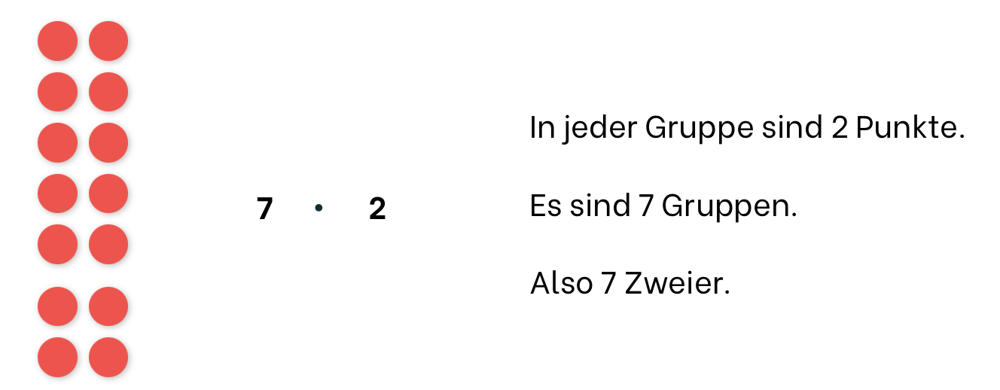 7 · 2
In jeder Gruppe sind 2 Punkte.
Es sind 7 Gruppen.
Also 7 Zweier.